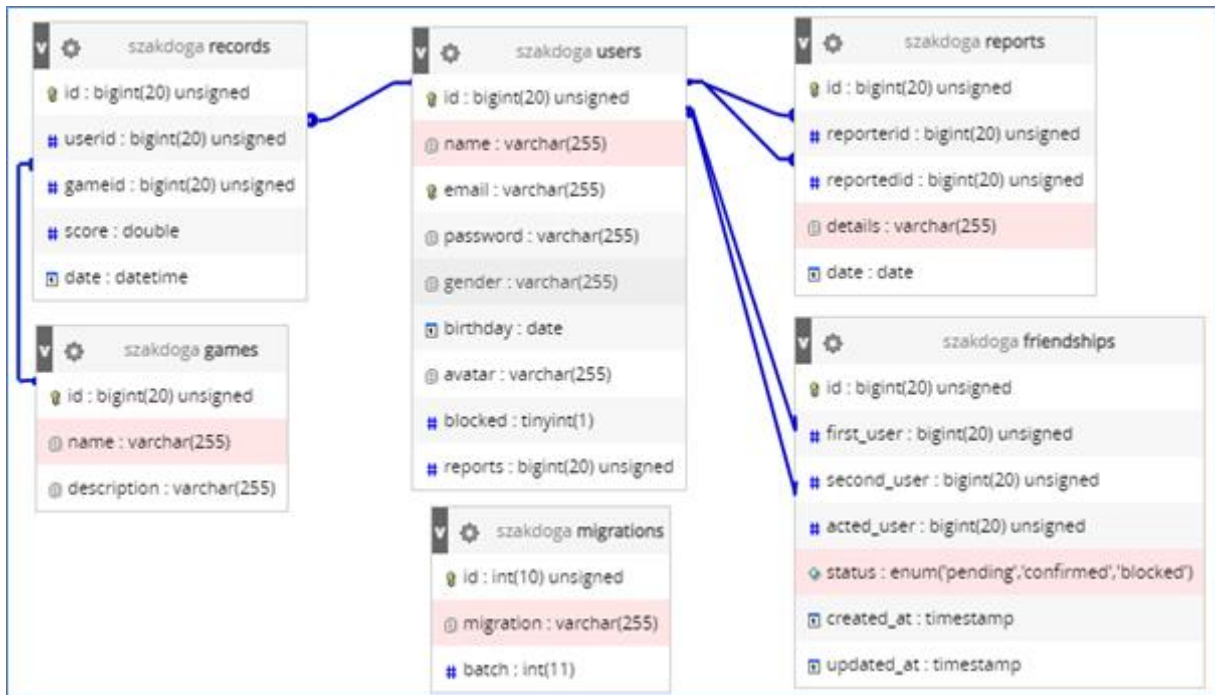 szakdoga records
id : bigint(20) unsigned
userid : bigint(20) unsigned
gameid : bigint(20) unsigned
score : double
date : datetime
szakdoga games
id : bigint(20) unsigned
name : varchar(255)
description : varchar(255)
szakdoga users
id : bigint(20) unsigned
name : varchar(255)
email : varchar(255)
password : varchar(255)
gender : varchar(255)
birthday : date
avatar : varchar(255)
blocked : tinyint(1)
reports : bigint(20) unsigned
szakdoga migrations
id : int(10) unsigned
migration : varchar(255)
batch : int(11)
szakdoga reports
id : bigint(20) unsigned
reporterid : bigint(20) unsigned
reportedid : bigint(20) unsigned
details : varchar(255)
date : date
szakdoga friendships
id : bigint(20) unsigned
first_user : bigint(20) unsigned
second_user : bigint(20) unsigned
acted_user : bigint(20) unsigned
status : enum('pending','confirmed','blocked')
created_at : timestamp
updated_at : timestamp